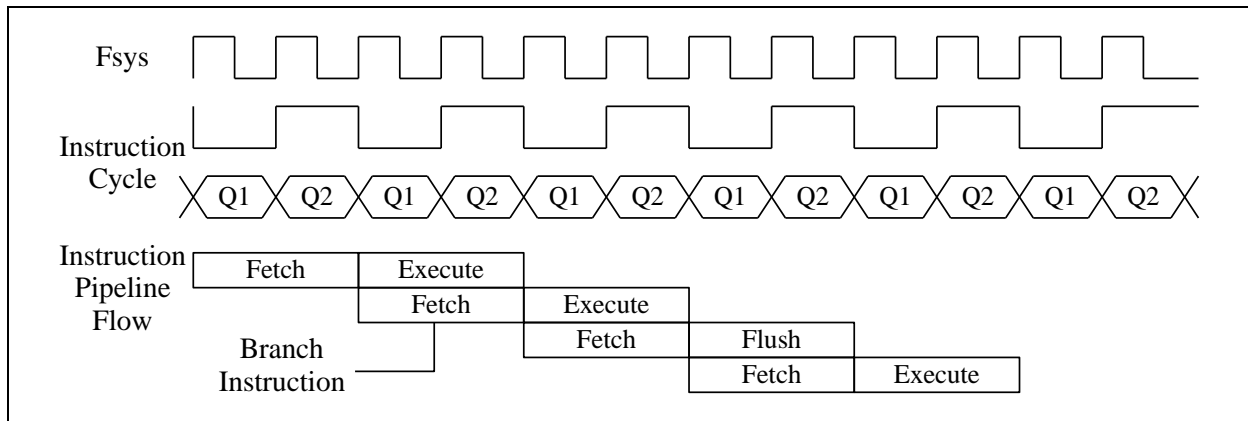 Fsys
Instruction
Cycle
Q1 Q2 Q1 Q2 Q1 Q2 Q1 Q2 Q1 Q2 Q1 Q2
Instruction
Pipeline
Flow
Fetch Execute
Fetch Execute
Branch
Instruction
Fetch Flush
Fetch Execute